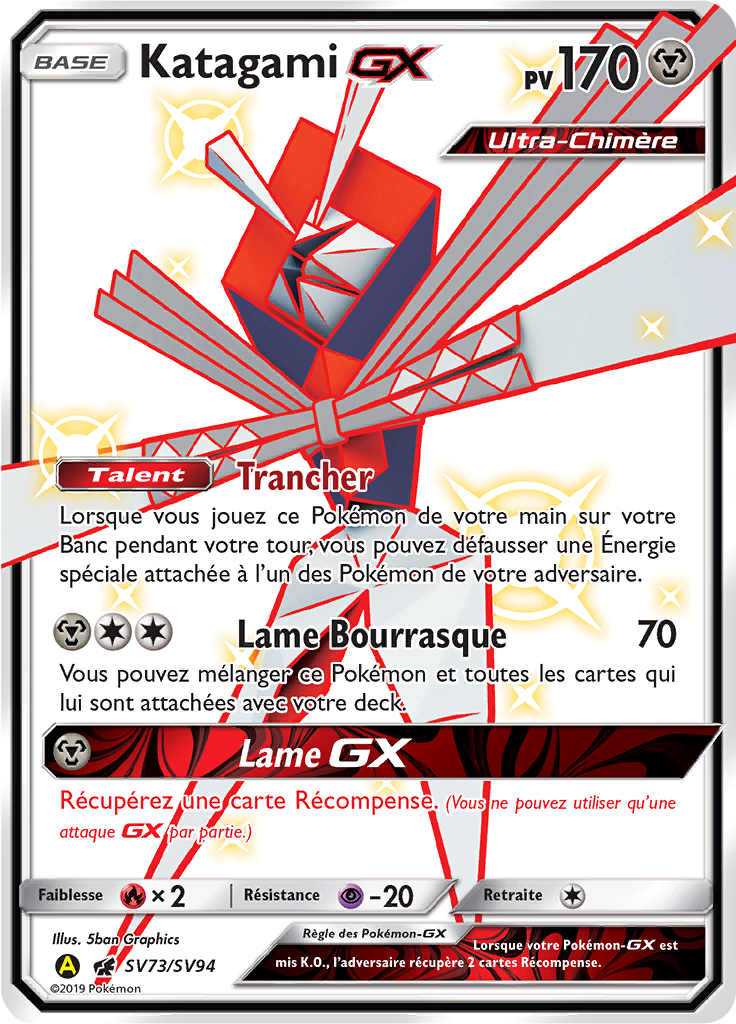 BASE
Katagami GX
PV 170
Ultra-Chimère
Talent Trancher
Lorsque vous jouez ce Pokémon de votre main sur votre
Banc pendant votre tour, vous pouvez défausser une Énergie
spéciale attachée à l'un des Pokémon de votre adversaire.
Lame Bourrasque 70
Vous pouvez mélanger ce Pokémon et toutes les cartes qui
lui sont attachées avec votre deck.
Lame GX
Récupérez une carte Récompense. (Vous ne pouvez utiliser qu'une
attaque GX par partie.)
Faiblesse ×2 Résistance -20 Retraite
Illus. 5ban Graphics
Règle des Pokémon-GX
Lorsque votre Pokémon-GX est
mis K.O., l'adversaire récupère 2 cartes Récompense.
A SV73/SV94
©2019 Pokémon